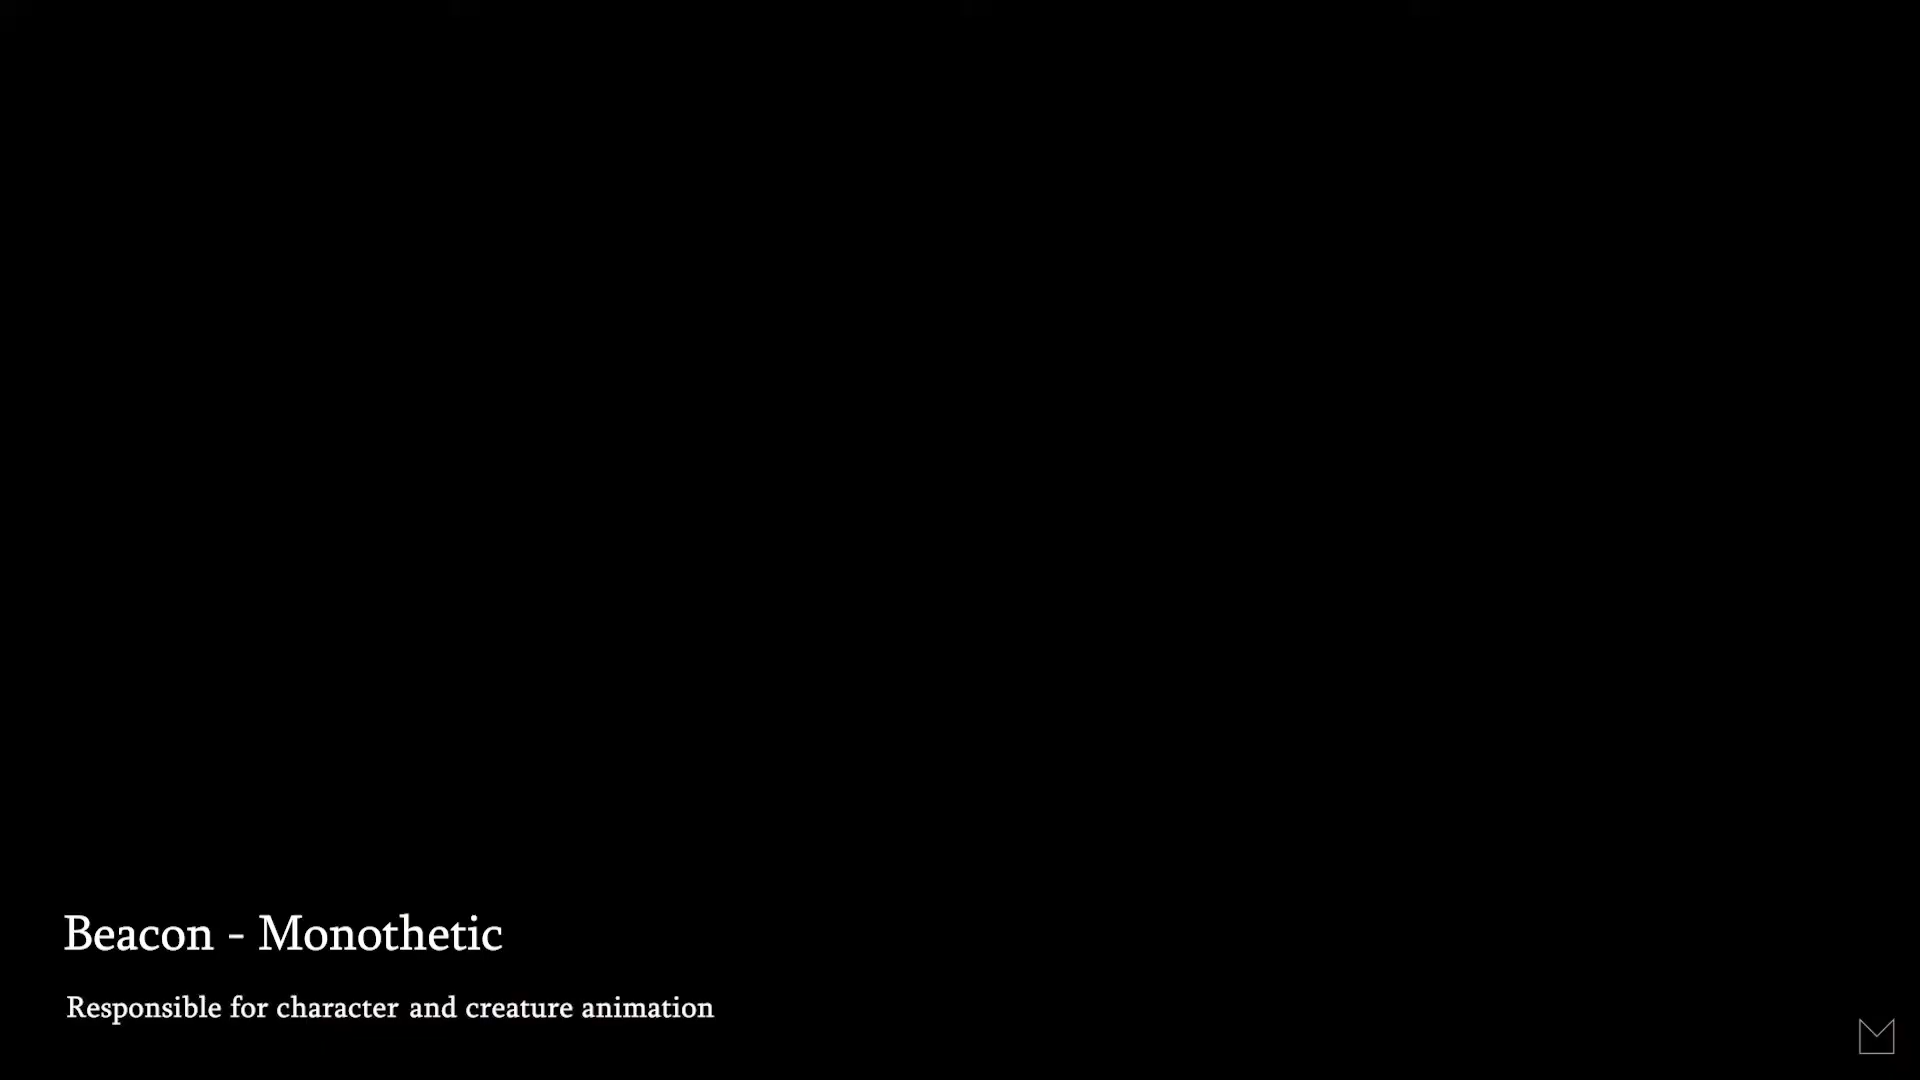 Beacon - Monothetic
Responsible for character and creature animation